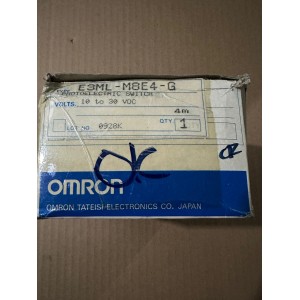 E3ML-M8E4-G
PHOTOELECTRIC SWITCH
VOLTS. 10 to 30 VDC
4m
LOT NO. 0928K QTY 1
OK
OK
OMRON
OMRON TATEISI ELECTRONICS CO. JAPAN